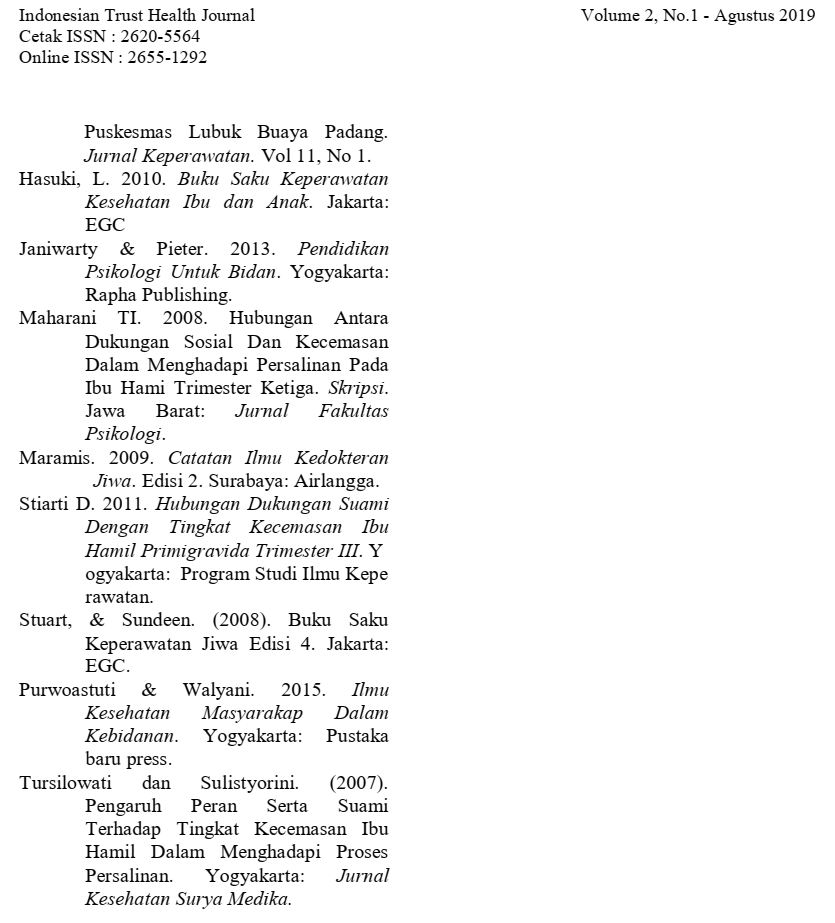 Indonesian Trust Health Journal
Volume 2, No.1 - Agustus 2019
Cetak ISSN : 2620-5564
Online ISSN : 2655-1292
Puskesmas Lubuk Buaya Padang.
Jurnal Keperawatan. Vol 11, No 1.
Hasuki, L. 2010. Buku Saku Keperawatan
Kesehatan Ibu dan Anak. Jakarta:
EGC
Janiwarty & Pieter. 2013. Pendidikan
Psikologi Untuk Bidan. Yogyakarta:
Rapha Publishing.
Maharani TI. 2008. Hubungan Antara
Dukungan Sosial Dan Kecemasan
Dalam Menghadapi Persalinan Pada
Ibu Hami Trimester Ketiga. Skripsi.
Jawa Barat: Jurnal Fakultas
Psikologi.
Maramis. 2009. Catatan Ilmu Kedokteran
Jiwa. Edisi 2. Surabaya: Airlangga.
Stiarti D. 2011. Hubungan Dukungan Suami
Dengan Tingkat Kecemasan Ibu
Hamil Primigravida Trimester III. Y
ogyakarta: Program Studi Ilmu Kepe
rawatan.
Stuart, & Sundeen. (2008). Buku Saku
Keperawatan Jiwa Edisi 4. Jakarta:
EGC.
Purwoastuti & Walyani. 2015. Ilmu
Kesehatan Masyarakap Dalam
Kebidanan. Yogyakarta: Pustaka
baru press.
Tursilowati dan Sulistyorini. (2007).
Pengaruh Peran Serta Suami
Terhadap Tingkat Kecemasan Ibu
Hamil Dalam Menghadapi Proses
Persalinan. Yogyakarta: Jurnal
Kesehatan Surya Medika.